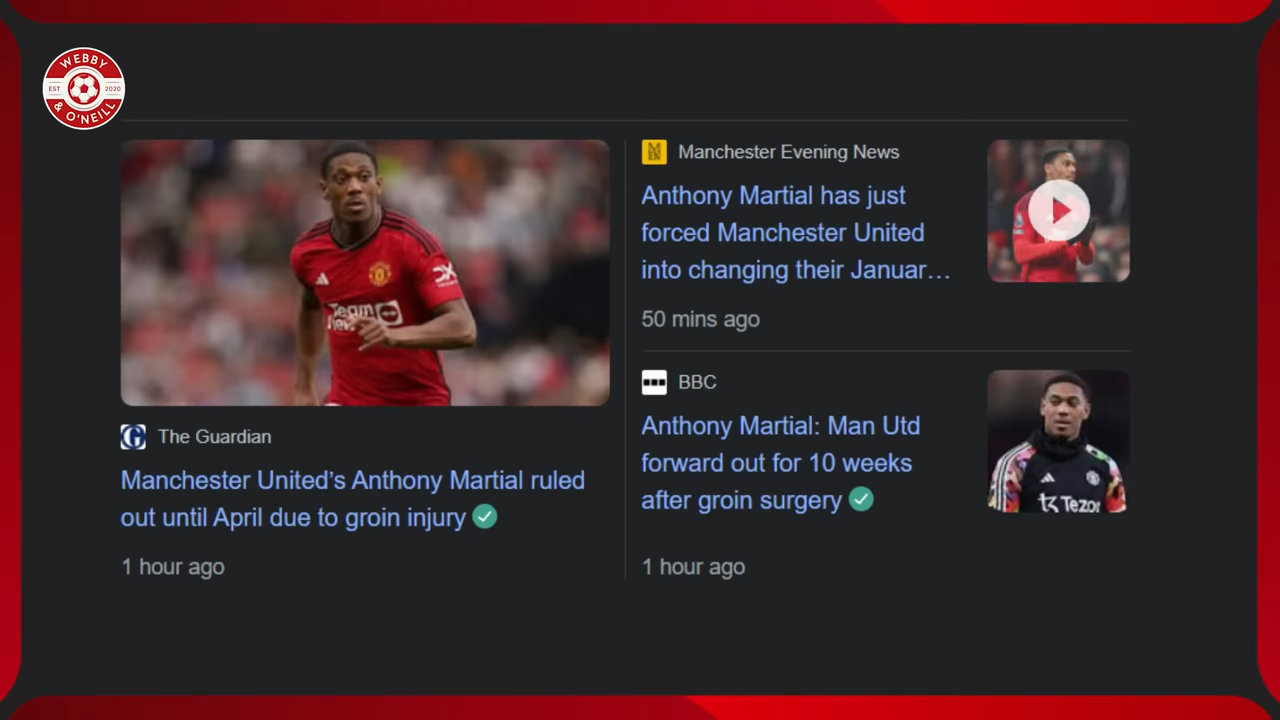 WEBBY
EST 2020
& O'NEILL
Team
The Guardian
Manchester United’s Anthony Martial ruled
out until April due to groin injury
1 hour ago
Manchester Evening News
Anthony Martial has just
forced Manchester United
into changing their Januar…
50 mins ago
BBC
Anthony Martial: Man Utd
forward out for 10 weeks
after groin surgery
1 hour ago
Tezos